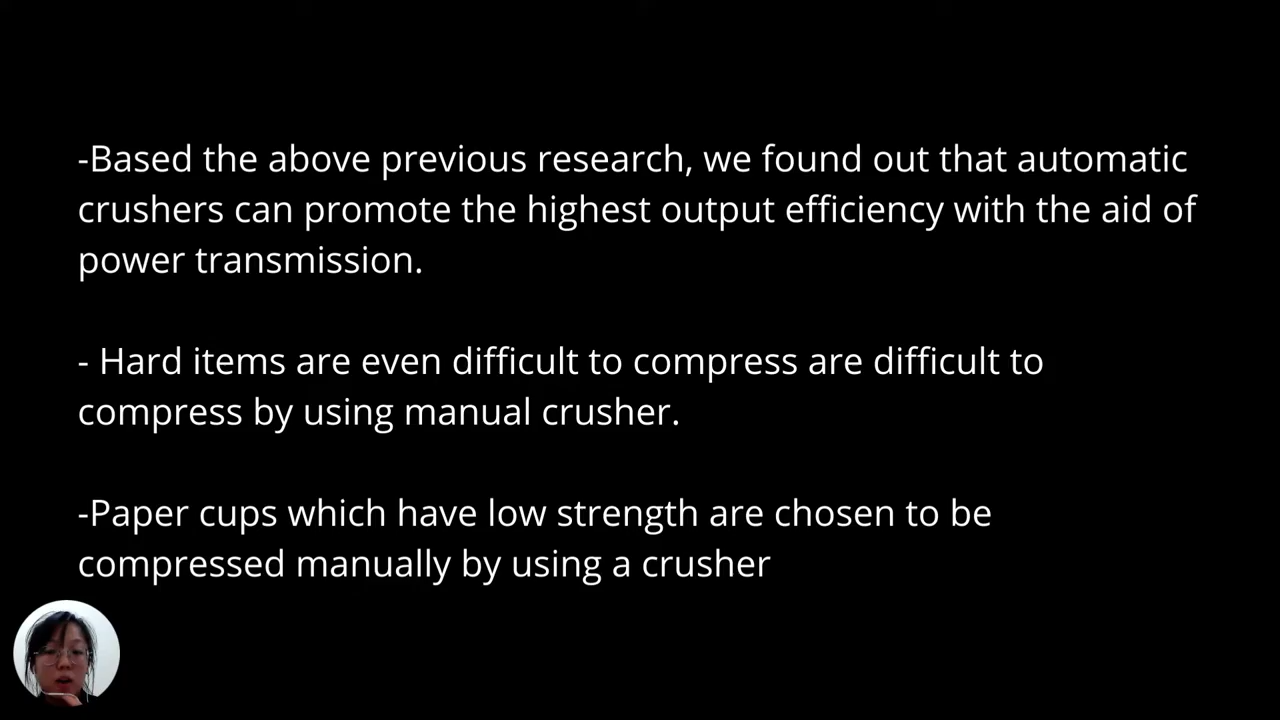 -Based the above previous research, we found out that automatic
crushers can promote the highest output efficiency with the aid of
power transmission.
- Hard items are even difficult to compress are difficult to
compress by using manual crusher.
-Paper cups which have low strength are chosen to be
compressed manually by using a crusher